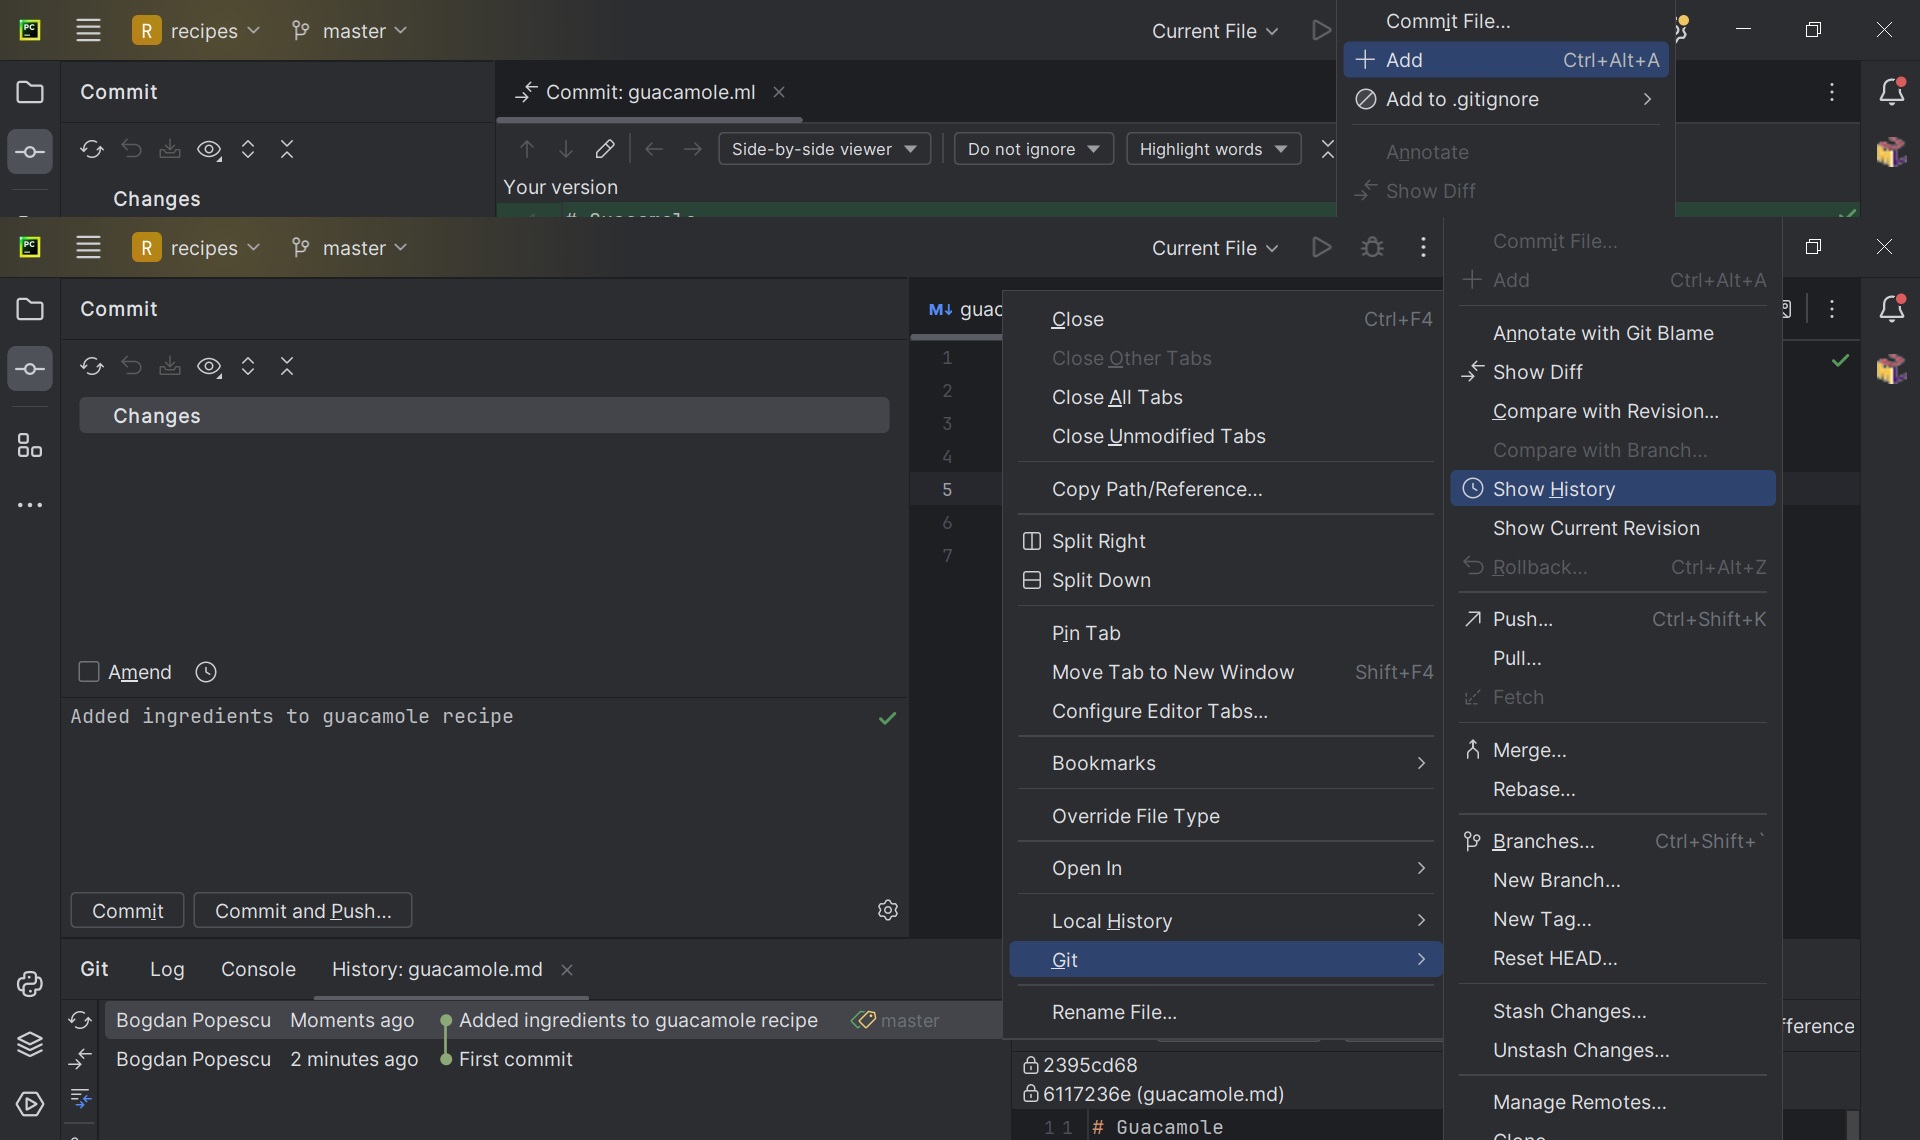 PC R recipes master Current File
Commit File...
Add Ctrl+Alt+A
Commit
Commit: guacamole.ml
Add to .gitignore
Side-by-side viewer Do not ignore Highlight words
Annotate
Your version
Show Diff
Changes
# Guacamole
PC R recipes master Current File
Commit
M↓ guac
Changes
1
2
3
4
5
6
7
Amend
Added ingredients to guacamole recipe
Commit Commit and Push...
Close Ctrl+F4
Close Other Tabs
Close All Tabs
Close Unmodified Tabs
Copy Path/Reference...
Split Right
Split Down
Pin Tab
Move Tab to New Window Shift+F4
Configure Editor Tabs...
Bookmarks
Override File Type
Open In
Local History
Git
Rename File...
Commit File...
Add Ctrl+Alt+A
Annotate with Git Blame
Show Diff
Compare with Revision...
Compare with Branch...
Show History
Show Current Revision
Rollback... Ctrl+Alt+Z
Push... Ctrl+Shift+K
Pull...
Fetch
Merge...
Rebase...
Branches... Ctrl+Shift+`
New Branch...
New Tag...
Reset HEAD...
Stash Changes...
Unstash Changes...
Manage Remotes...
Clone...
Git Log Console History: guacamole.md
Bogdan Popescu Moments ago Added ingredients to guacamole recipe master
Bogdan Popescu 2 minutes ago First commit
fference
2395cd68
6117236e (guacamole.md)
1 1 # Guacamole